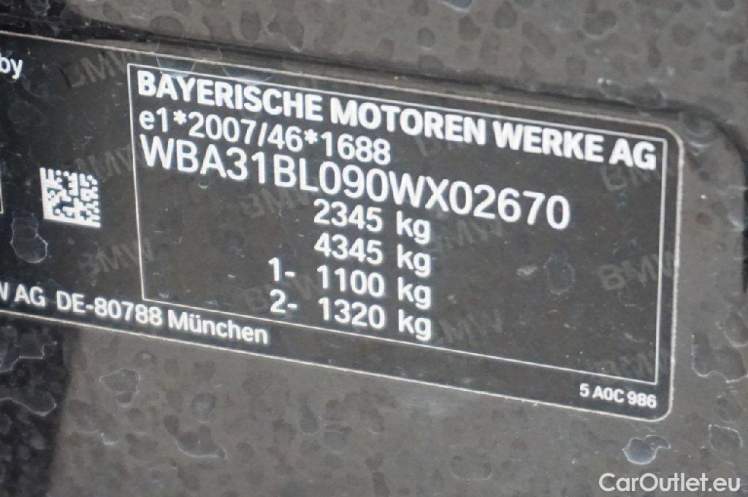 by
BAYERISCHE MOTOREN WERKE AG
e1*2007/46*1688
WBA31BL090WX02670
2345 kg
4345 kg
1- 1100 kg
2- 1320 kg
AG DE-80788 München
5 A0C 986
CarOutlet.eu